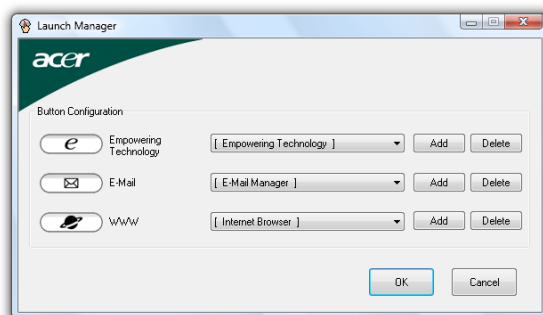 Launch Manager
acer
Button Configuration
e Empowering Technology [ Empowering Technology ] Add Delete
E-Mail [ E-Mail Manager ] Add Delete
WWW [ Internet Browser ] Add Delete
OK Cancel